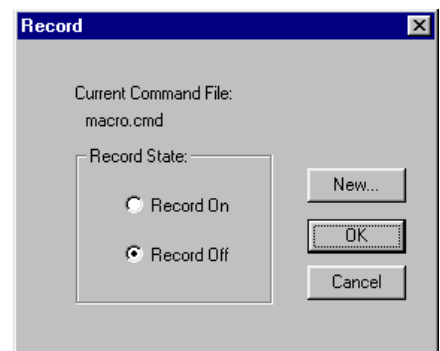 Record
Current Command File:
macro.cmd
Record State:
Record On
Record Off
New...
OK
Cancel